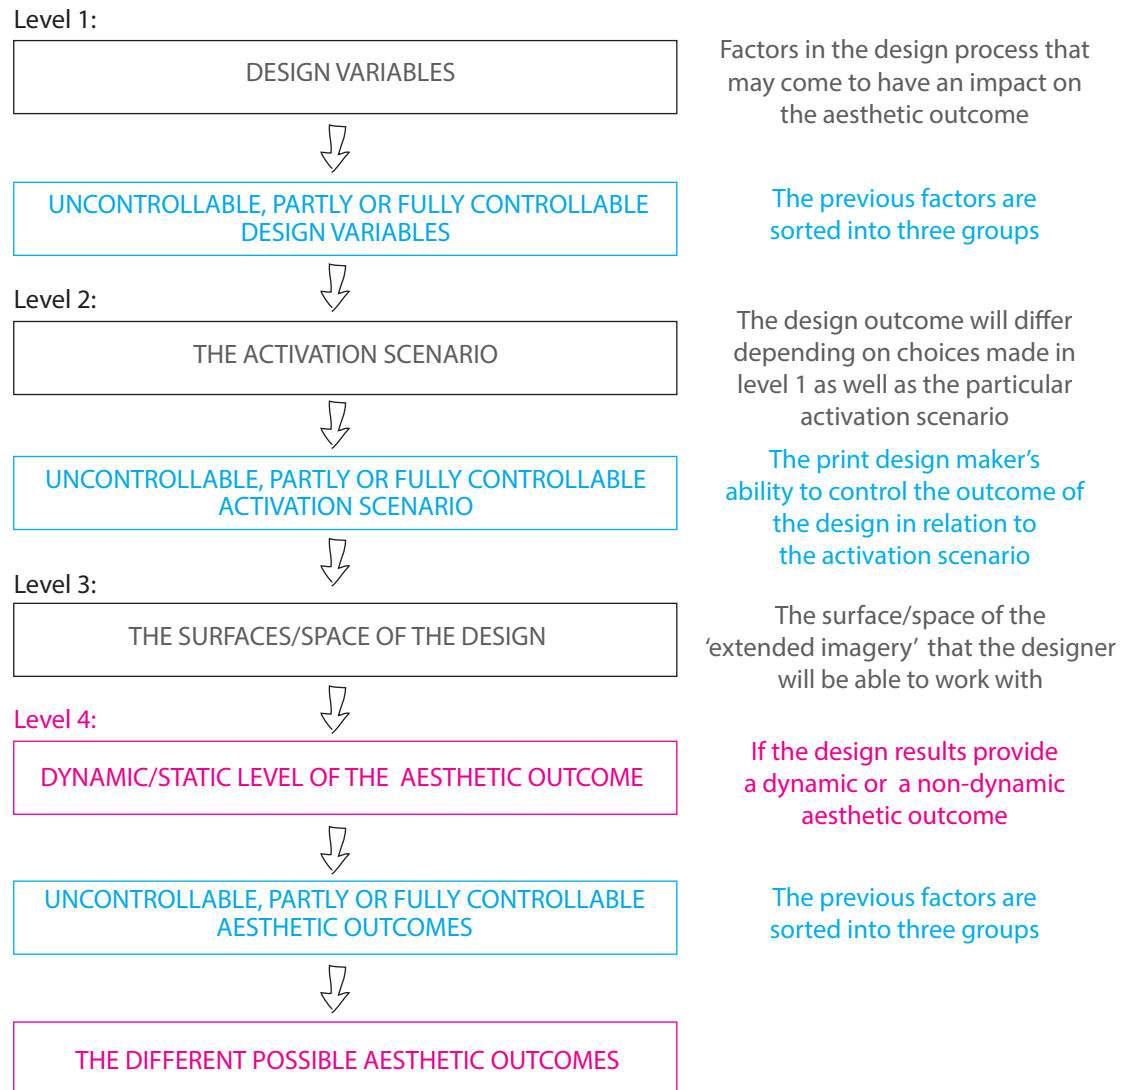 Level 1:
DESIGN VARIABLES
Factors in the design process that
may come to have an impact on
the aesthetic outcome
UNCONTROLLABLE, PARTLY OR FULLY CONTROLLABLE
DESIGN VARIABLES
The previous factors are
sorted into three groups
Level 2:
THE ACTIVATION SCENARIO
The design outcome will differ
depending on choices made in
level 1 as well as the particular
activation scenario
UNCONTROLLABLE, PARTLY OR FULLY CONTROLLABLE
ACTIVATION SCENARIO
The print design maker's
ability to control the outcome of
the design in relation to
the activation scenario
Level 3:
THE SURFACES/SPACE OF THE DESIGN
The surface/space of the
‘extended imagery’ that the designer
will be able to work with
Level 4:
DYNAMIC/STATIC LEVEL OF THE AESTHETIC OUTCOME
If the design results provide
a dynamic or a non-dynamic
aesthetic outcome
UNCONTROLLABLE, PARTLY OR FULLY CONTROLLABLE
AESTHETIC OUTCOMES
The previous factors are
sorted into three groups
THE DIFFERENT POSSIBLE AESTHETIC OUTCOMES